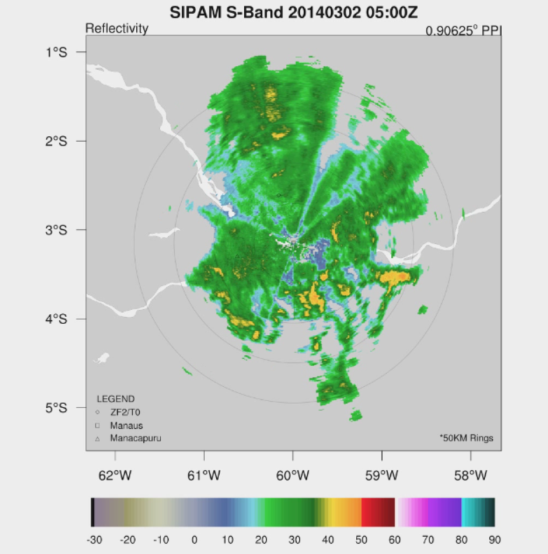 SIPAM S-Band 20140302 05:00Z
Reflectivity 0.90625° PPI
1°S
2°S
3°S
4°S
5°S
LEGEND
ZF2/T0
Manaus
Manacapuru
*50KM Rings
62°W 61°W 60°W 59°W 58°W
-30 -20 -10 0 10 20 30 40 50 60 70 80 90